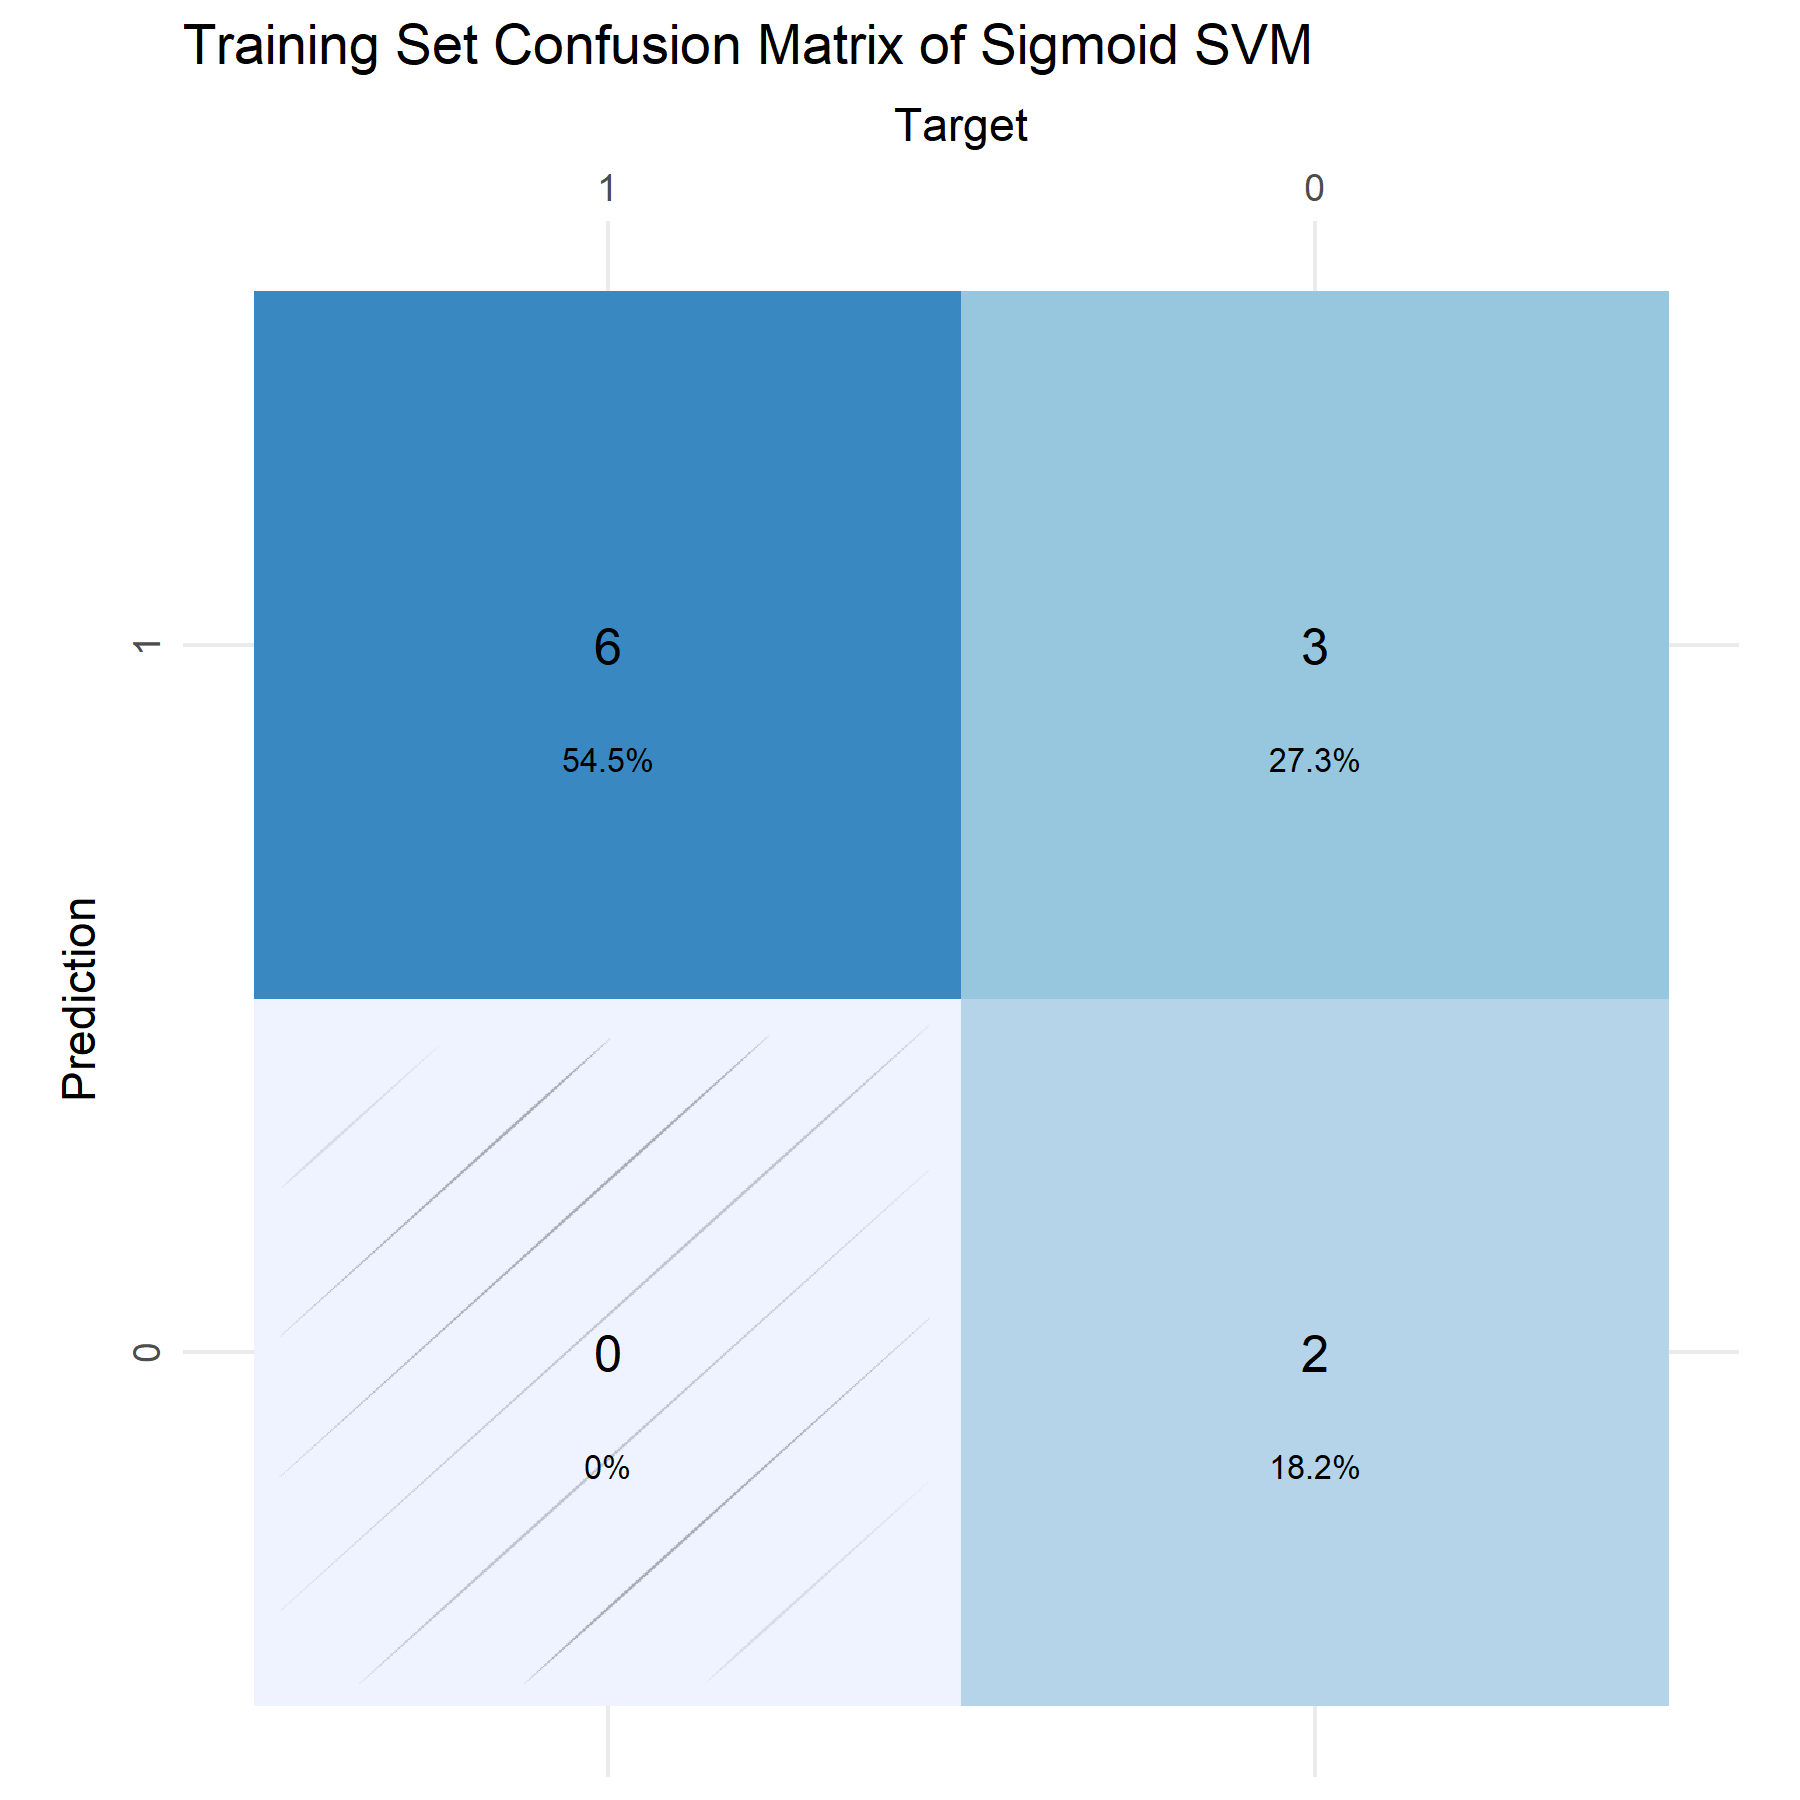 Training Set Confusion Matrix of Sigmoid SVM
Target
1 0
1
6 3
54.5% 27.3%
Prediction
0
0 2
0% 18.2%